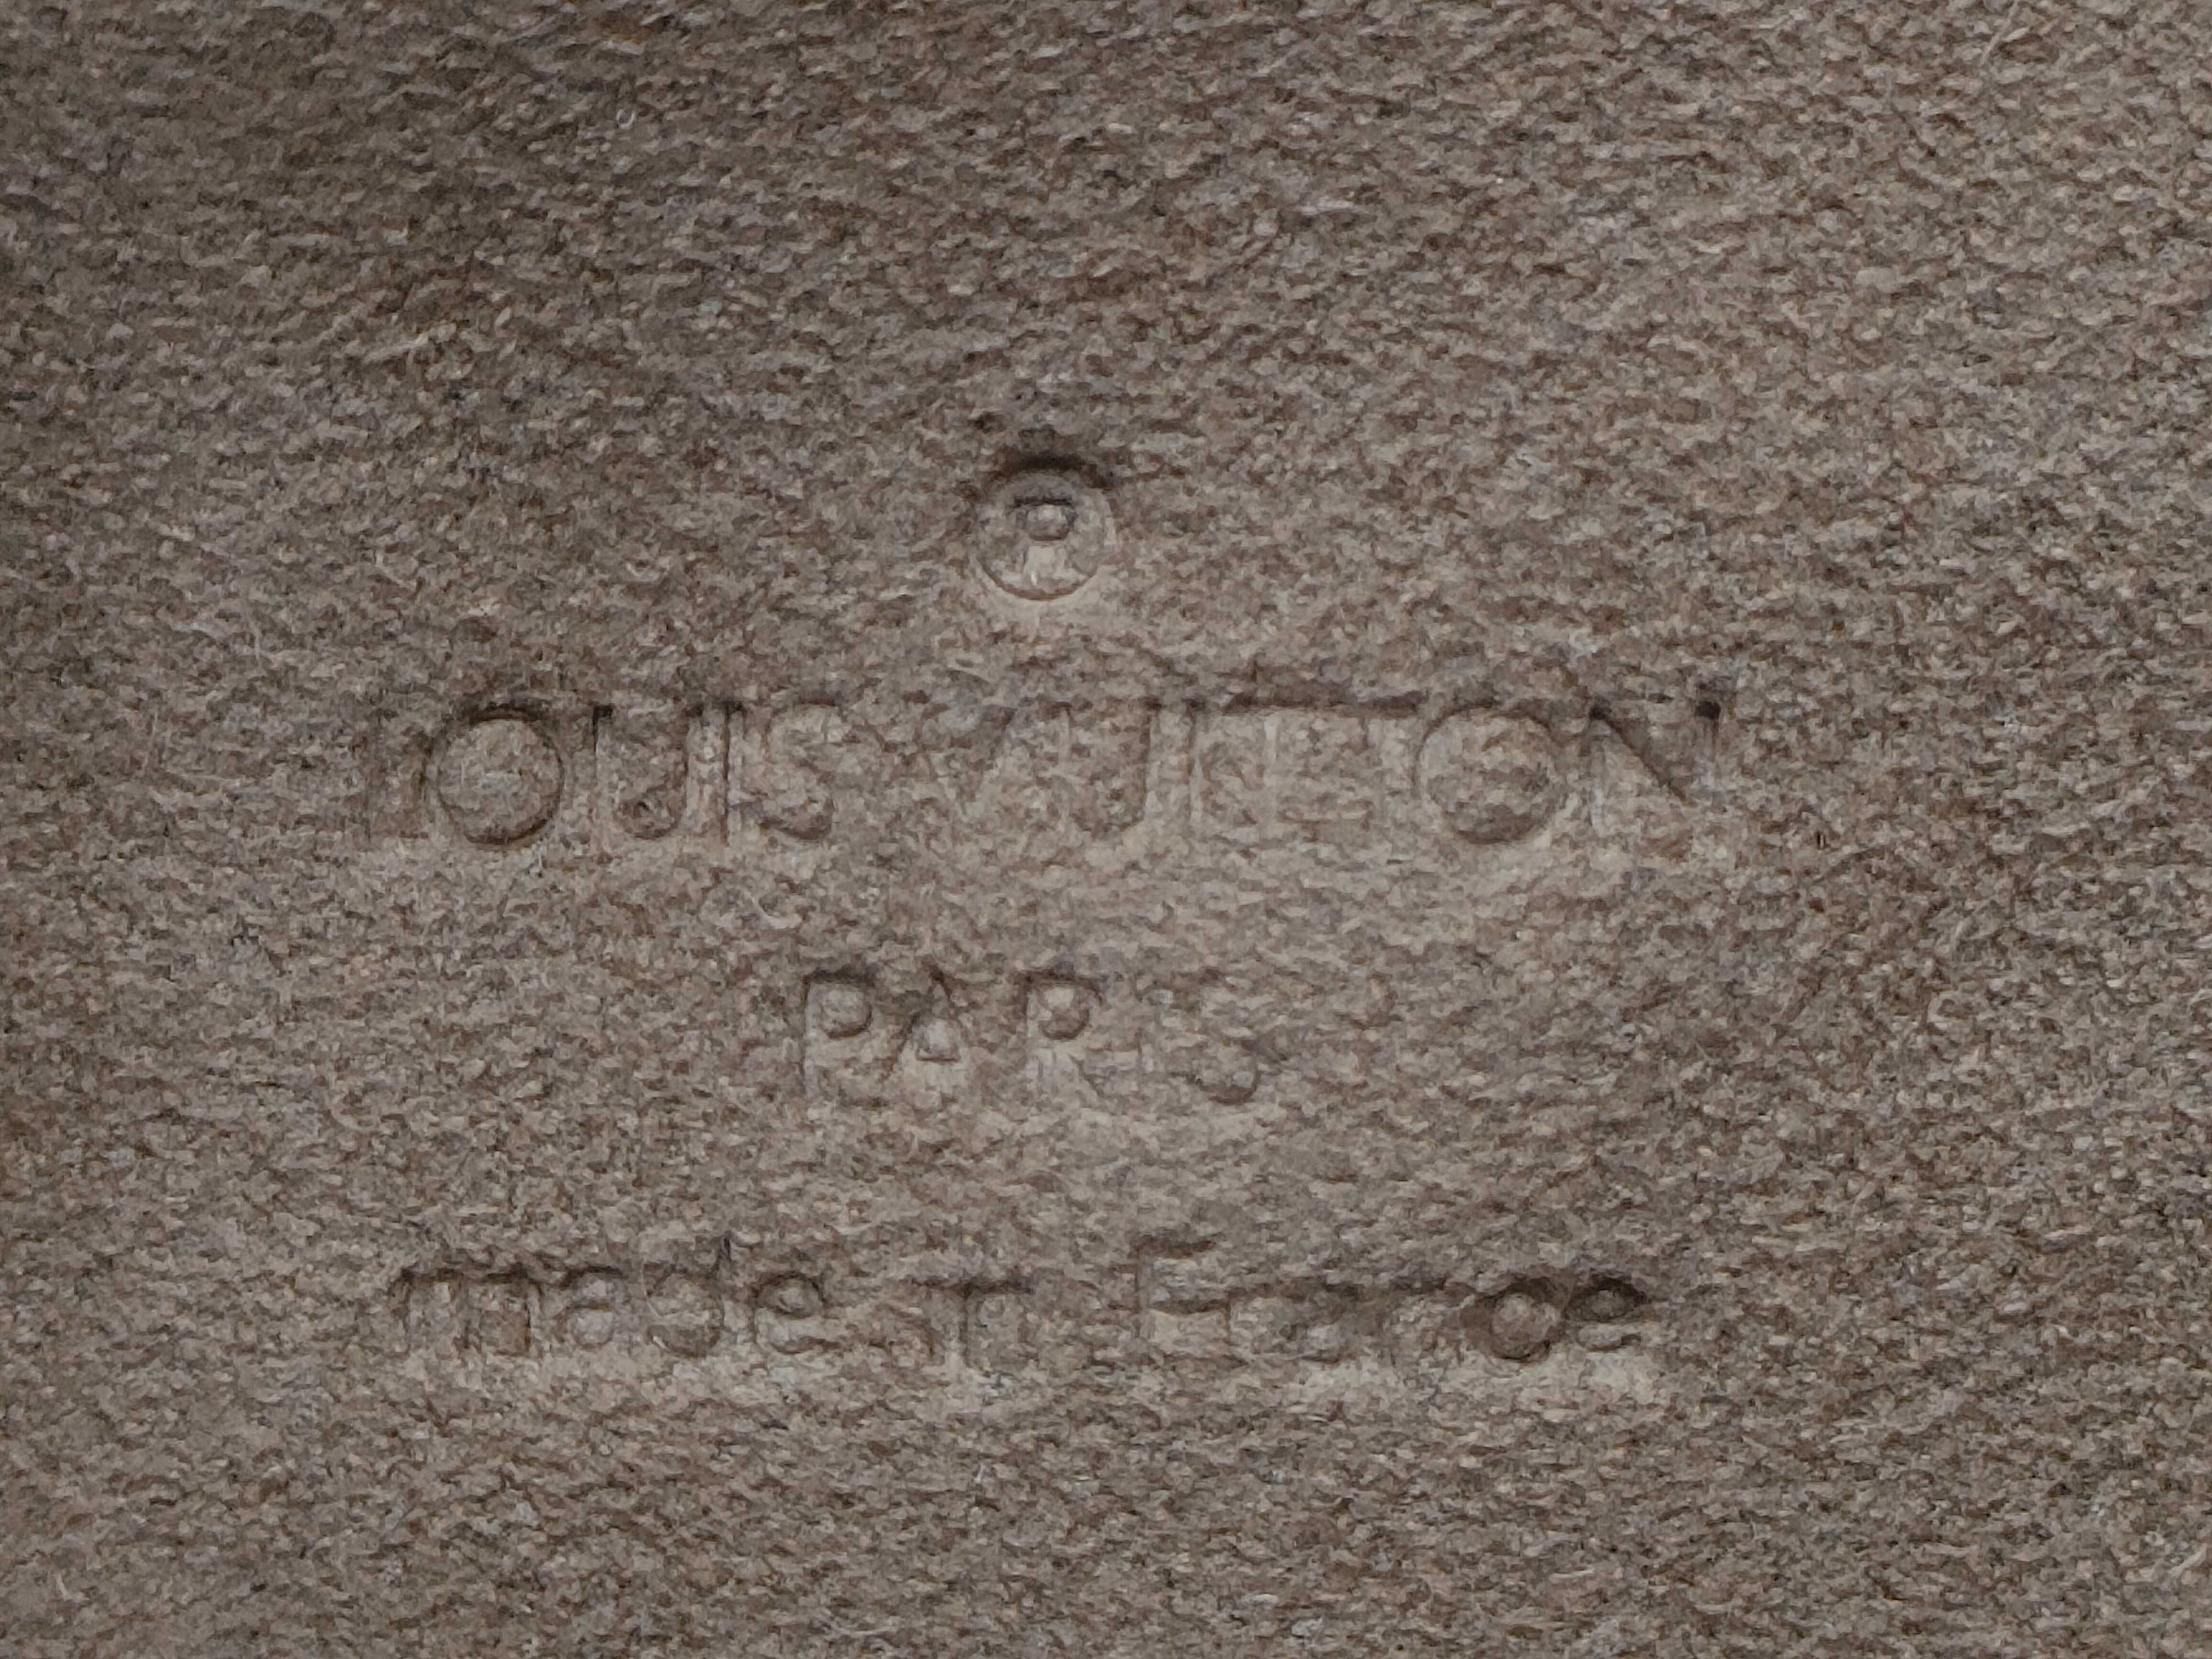 ®
LOUIS VUITTON
PARIS
made in France